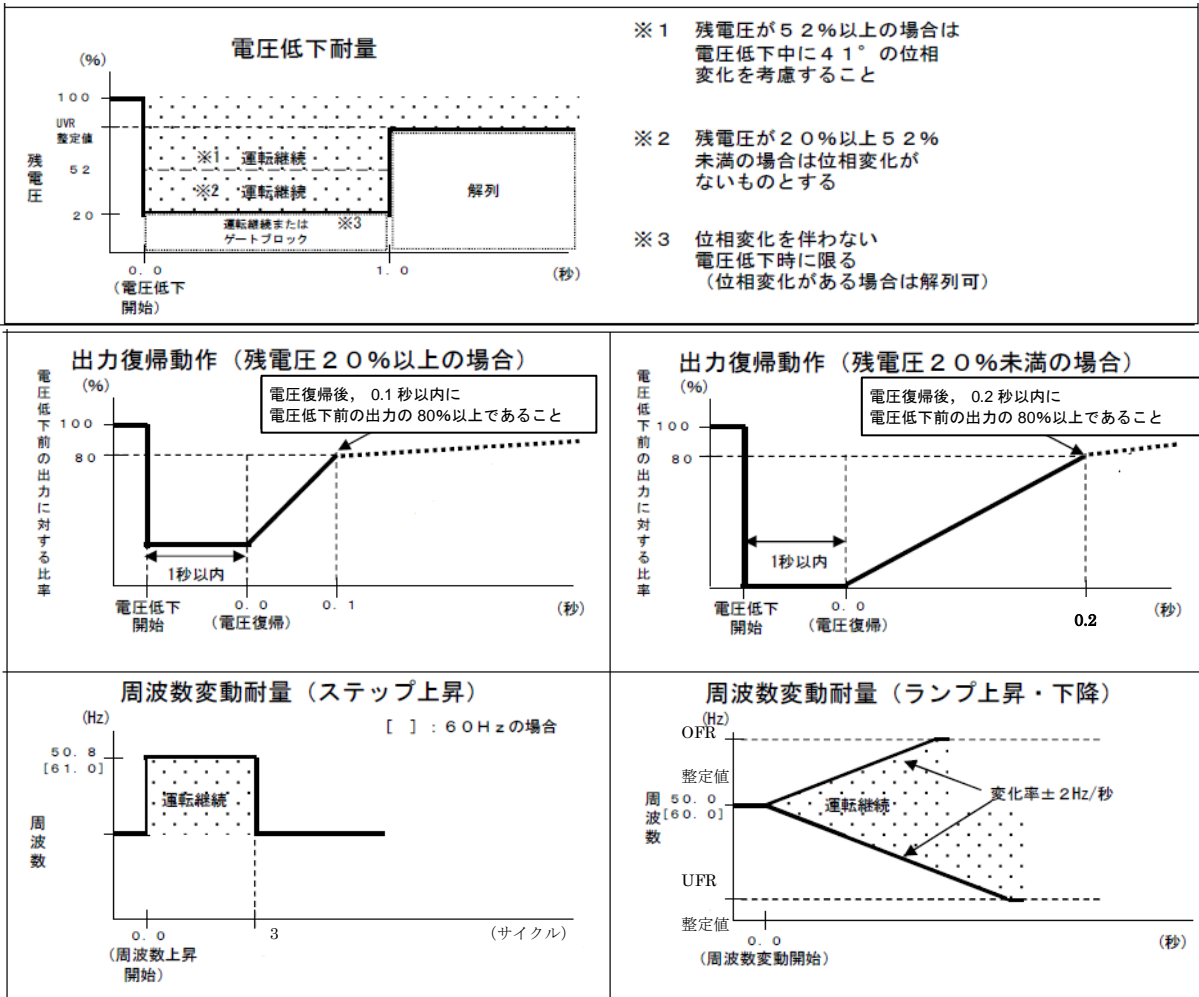 電圧低下耐量
(%)
100
UVR
整定値
残電圧
52
20
※1 運転継続
※2 運転継続
運転継続または ※3
ゲートブロック
解列
0.0
(電圧低下
開始)
1.0
(秒)
※1 残電圧が52%以上の場合は
電圧低下中に41°の位相
変化を考慮すること
※2 残電圧が20%以上52%
未満の場合は位相変化が
ないものとする
※3 位相変化を伴わない
電圧低下時に限る
(位相変化がある場合は解列可)
出力復帰動作(残電圧20%以上の場合)
電圧低下前の出力に対する比率
(%)
電圧復帰後, 0.1 秒以内に
電圧低下前の出力の 80%以上であること
100
80
1秒以内
電圧低下
開始
0.0
(電圧復帰)
0.1
(秒)
出力復帰動作(残電圧20%未満の場合)
電圧低下前の出力に対する比率
(%)
電圧復帰後, 0.2 秒以内に
電圧低下前の出力の 80%以上であること
100
80
1秒以内
電圧低下
開始
0.0
(電圧復帰)
0.2
(秒)
周波数変動耐量(ステップ上昇)
(Hz)
[ ]:60Hzの場合
50.8
[61.0]
運転継続
周波数
0.0
(周波数上昇
開始)
3
(サイクル)
周波数変動耐量(ランプ上昇・下降)
(Hz)
OFR
整定値
周波数
50.0
[60.0]
運転継続
変化率±2Hz/秒
UFR
整定値
0.0
(周波数変動開始)
(秒)